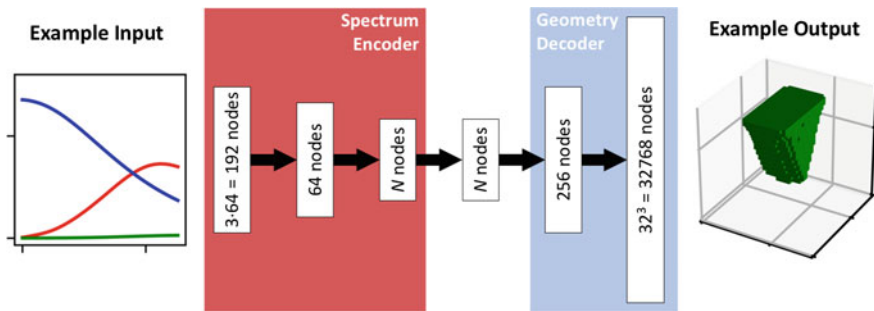 Example Input
Spectrum
Encoder
Geometry
Decoder
Example Output
3·64 = 192 nodes
64 nodes
N nodes
N nodes
256 nodes
32³ = 32768 nodes